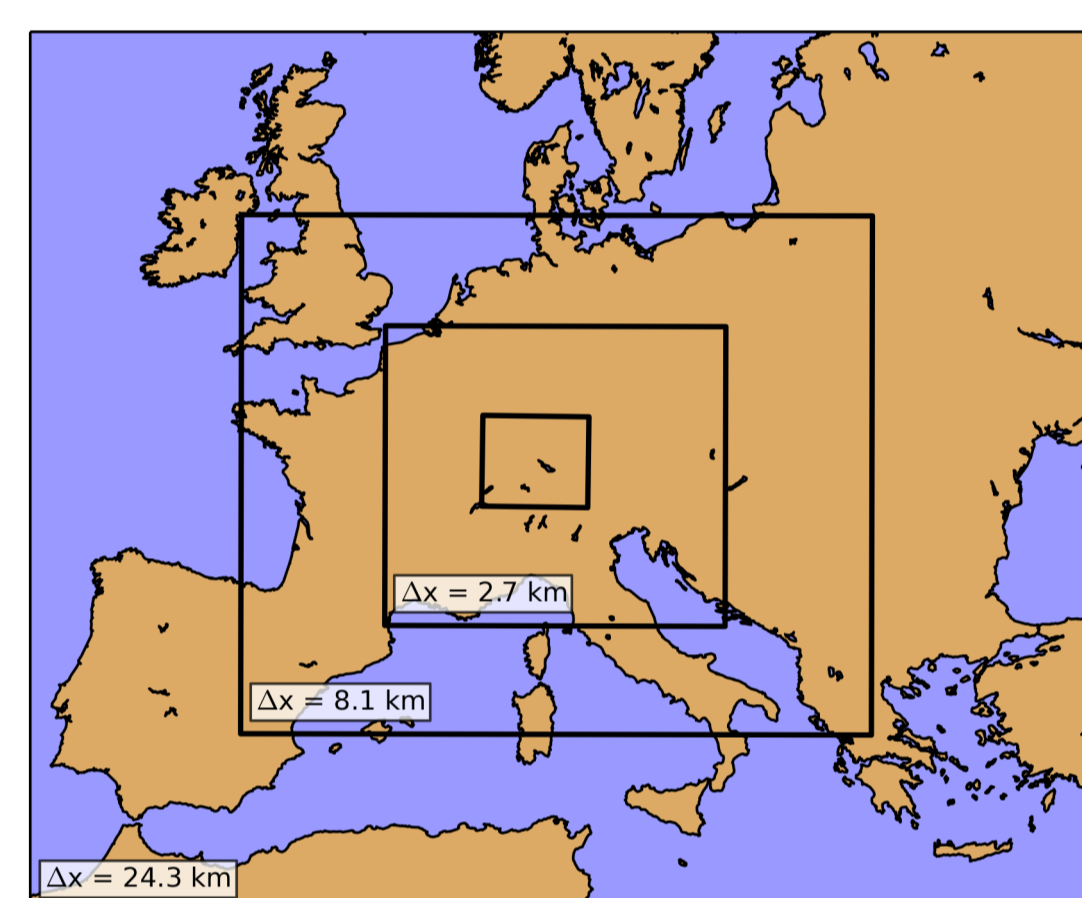 Δx = 2.7 km
Δx = 8.1 km
Δx = 24.3 km